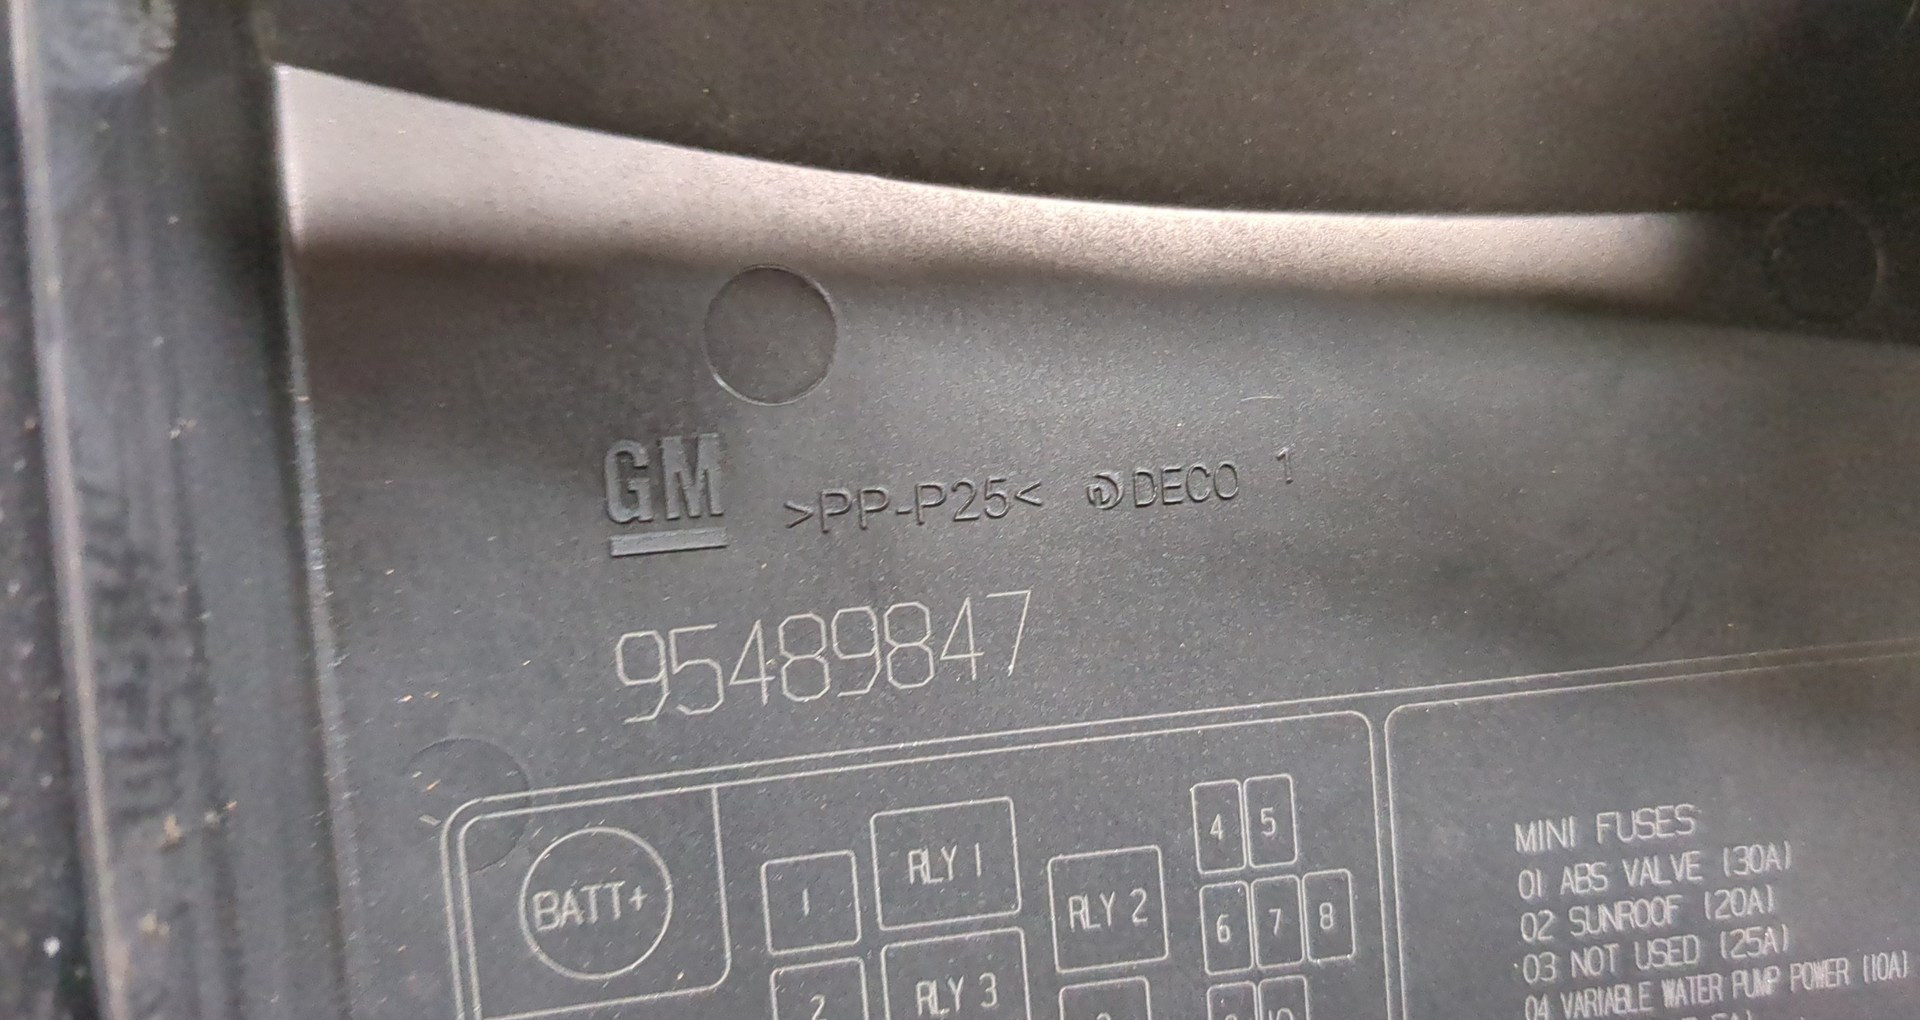 GM >PP-P25< DECO 1
95489847
BATT+
1
RLY 1
RLY 2
4 5
6 7 8
2
RLY 3
10
MINI FUSES
01 ABS VALVE (30A)
02 SUNROOF (20A)
03 NOT USED (25A)
04 VARIABLE WATER PUMP POWER (10A)